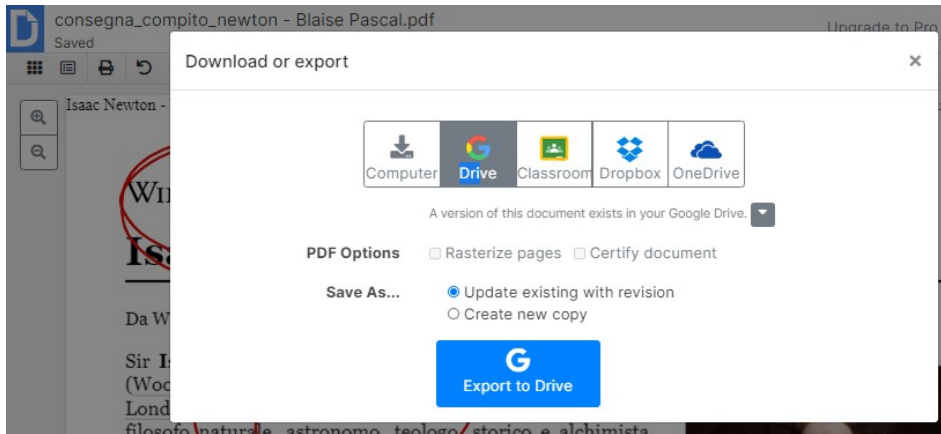 consegna_compito_newton - Blaise Pascal.pdf
Saved
Upgrade to Pro
Download or export
×
Isaac Newton -
Computer
Drive
Classroom
Dropbox
OneDrive
A version of this document exists in your Google Drive.
PDF Options
Rasterize pages
Certify document
Save As...
Update existing with revision
Create new copy
G
Export to Drive
Da W
Sir
(Woo
Lond
filosofo naturale, astronomo, teologo, storico e alchimista